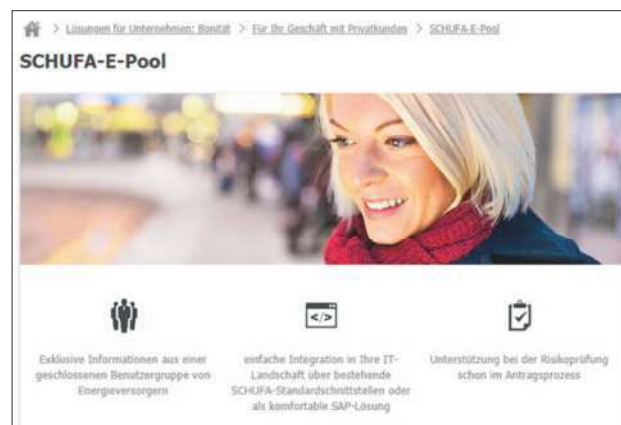 > Lösungen für Unternehmen: Bonität > Für Ihr Geschäft mit Privatkunden > SCHUFA-E-Pool
SCHUFA-E-Pool
</>
Exklusive Informationen aus einer
geschlossenen Benutzergruppe von
Energieversorgern
einfache Integration in Ihre IT-
Landschaft über bestehende
SCHUFA-Standardschnittstellen oder
als komfortable SAP-Lösung
Unterstützung bei der Risikoprüfung
schon im Antragsprozess